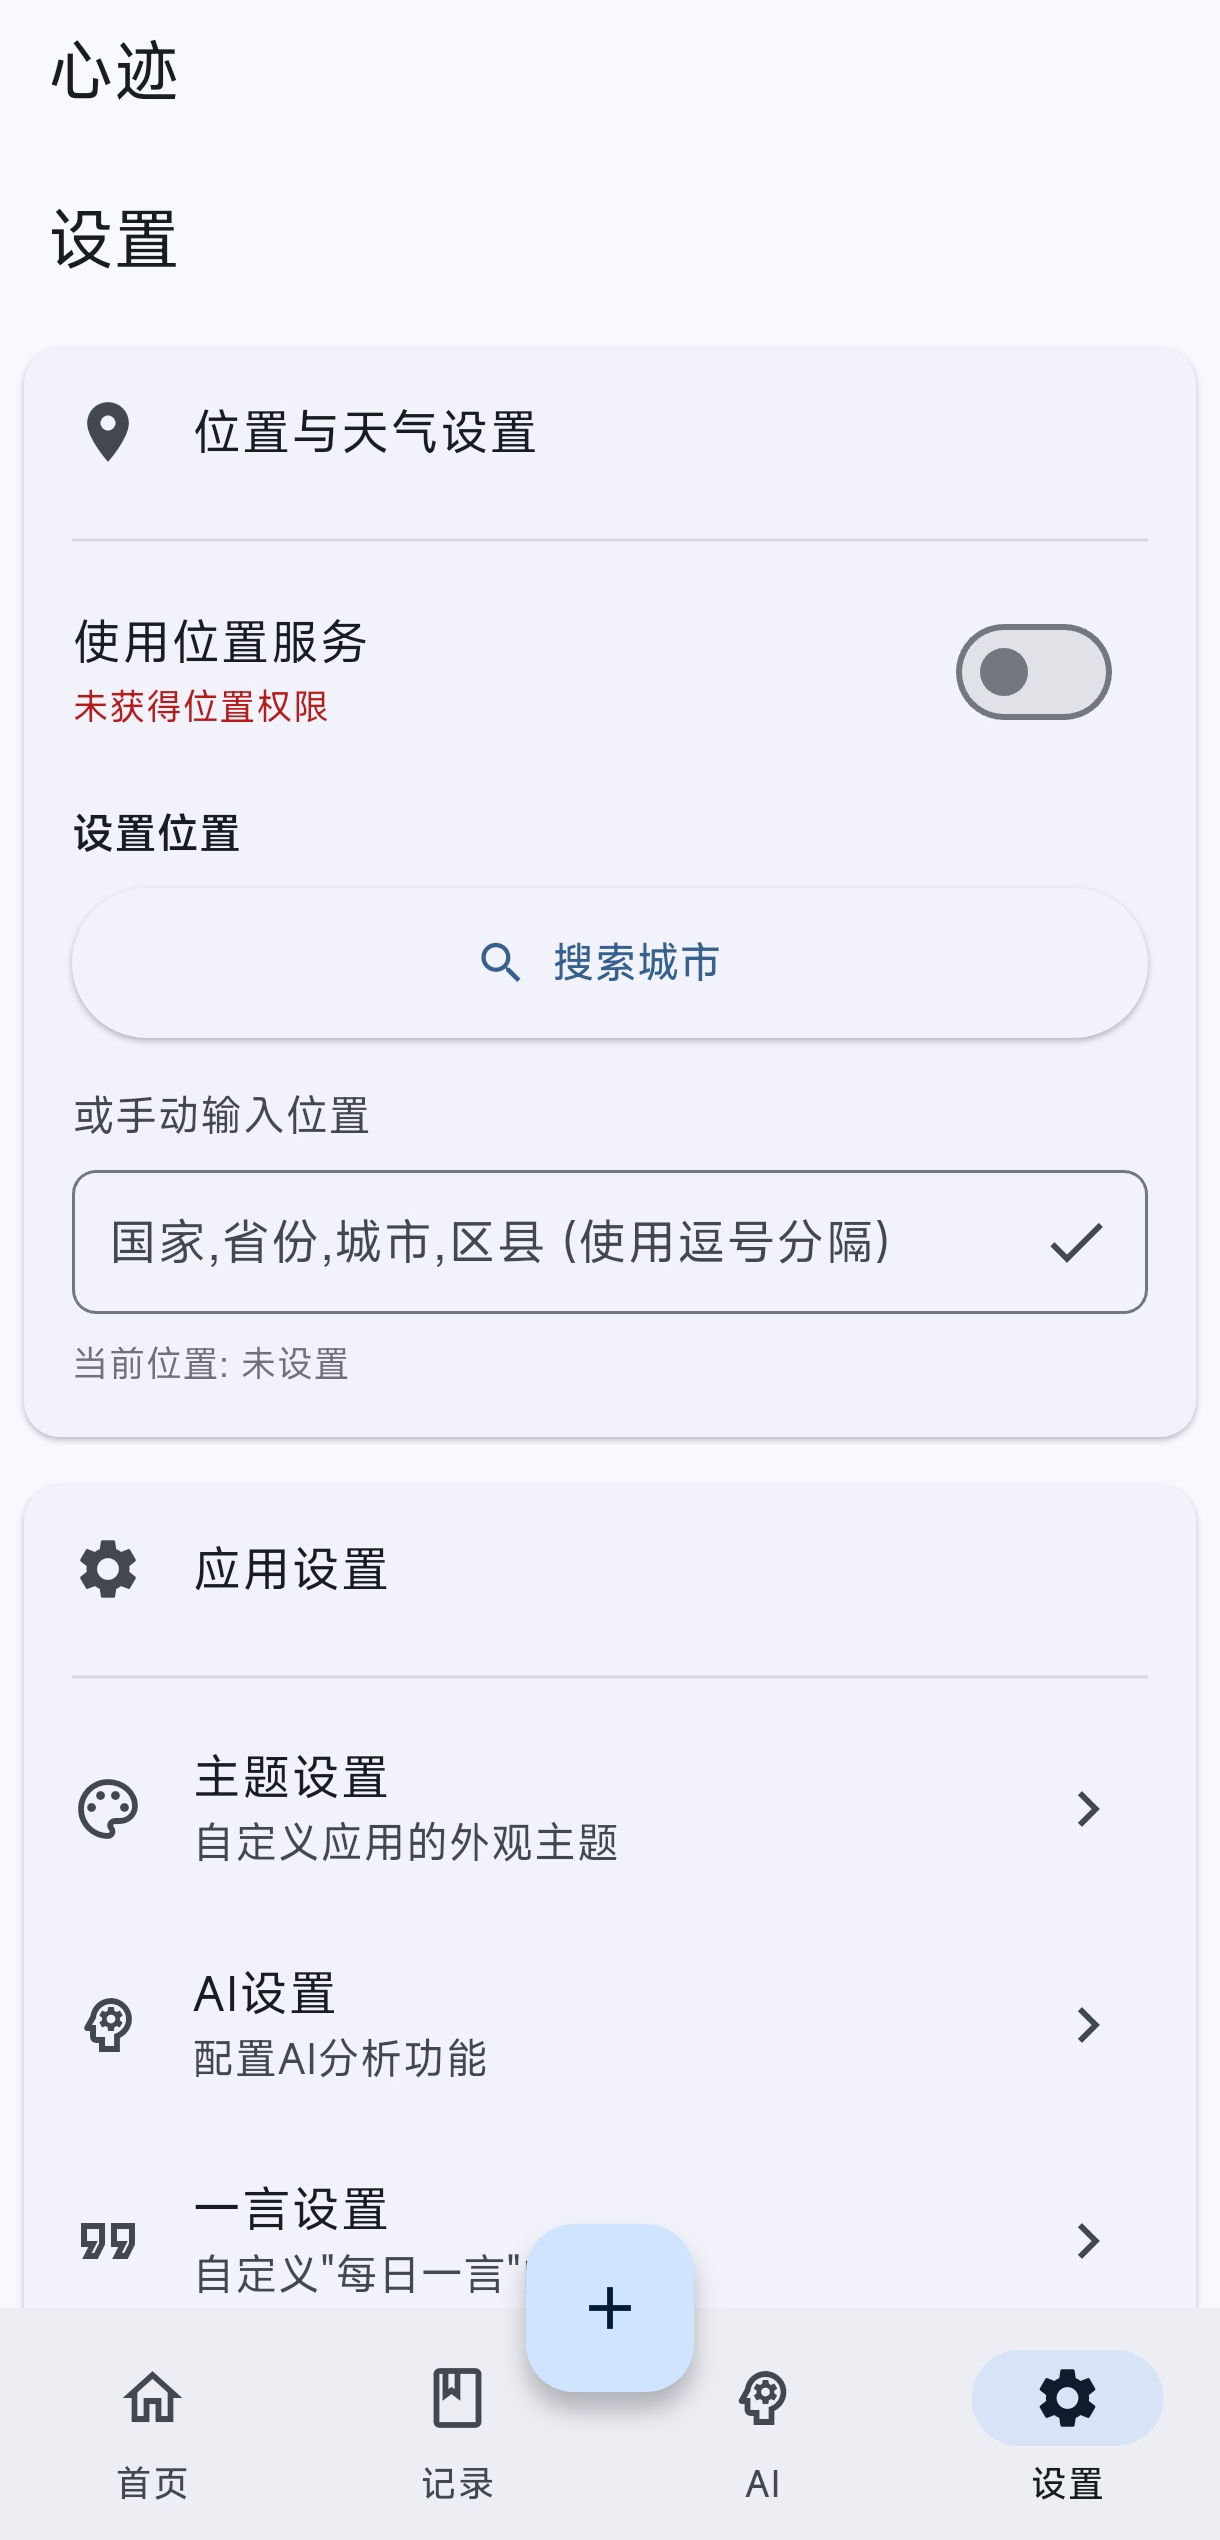 心迹
设置
位置与天气设置
使用位置服务
未获得位置权限
设置位置
搜索城市
或手动输入位置
国家,省份,城市,区县 (使用逗号分隔)
当前位置: 未设置
应用设置
主题设置
自定义应用的外观主题
AI设置
配置AI分析功能
一言设置
自定义"每日一言"
首页
记录
AI
设置